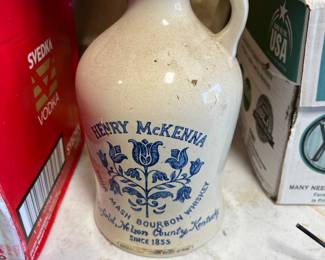 SVEDKA
VODKA
HENRY McKENNA
MASH BOURBON WHISKEY
Nelson County, Kentucky
SINCE 1855
USA
MANY NEE